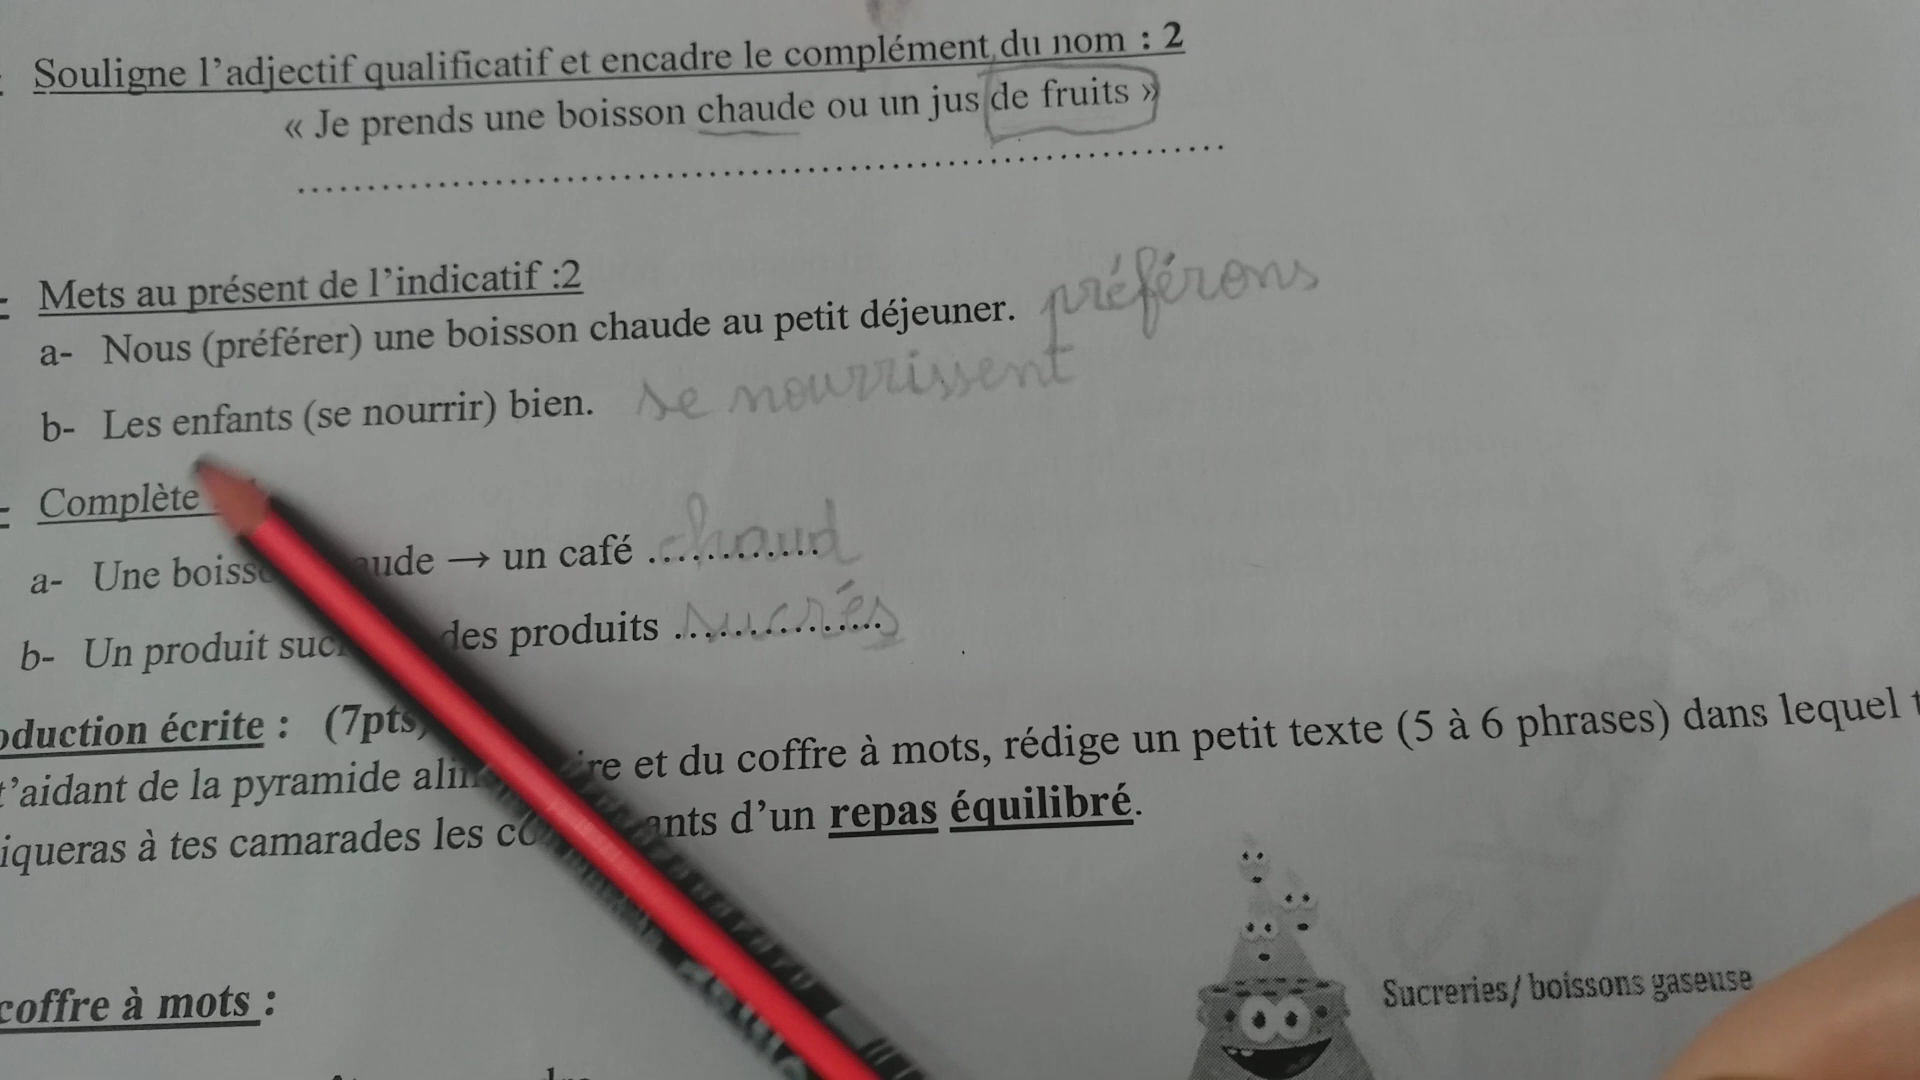 Souligne l'adjectif qualificatif et encadre le complément du nom : 2
« Je prends une boisson chaude ou un jus de fruits »
Mets au présent de l'indicatif :2
a- Nous (préférer) une boisson chaude au petit déjeuner. préférons
b- Les enfants (se nourrir) bien. se nourrissent
Complète
a- Une boiss aude → un café ............ chaud
b- Un produit suc des produits .............. sucrés
oduction écrite : (7pts
t'aidant de la pyramide ali re et du coffre à mots, rédige un petit texte (5 à 6 phrases) dans lequel t
iqueras à tes camarades les co ants d'un repas équilibré.
coffre à mots :
Sucreries/ boissons gaseuse